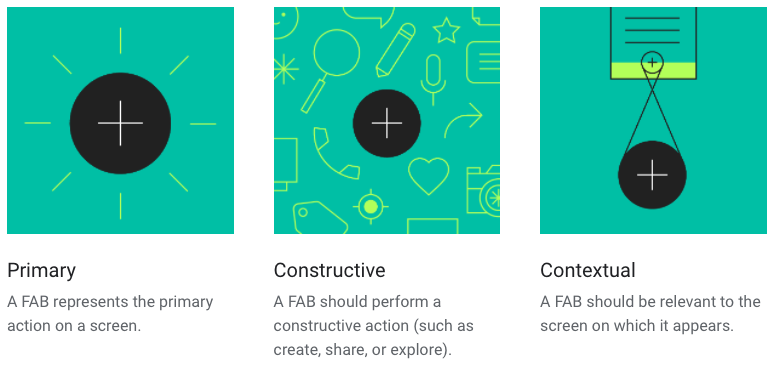 Primary
A FAB represents the primary
action on a screen.
Constructive
A FAB should perform a
constructive action (such as
create, share, or explore).
Contextual
A FAB should be relevant to the
screen on which it appears.